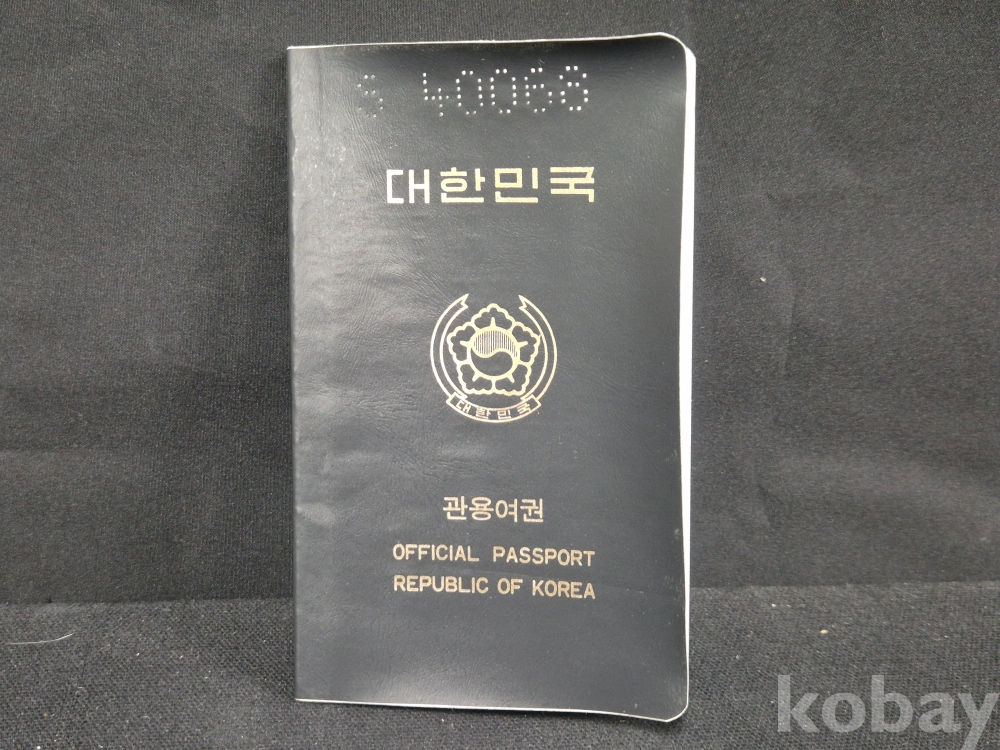 S 40068
대한민국
대한민국
관용여권
OFFICIAL PASSPORT
REPUBLIC OF KOREA
kobay